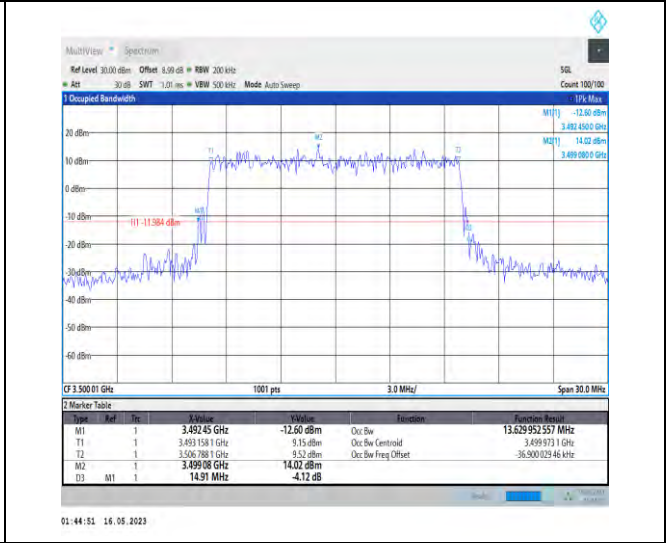 MultiView Spectrum
Ref Level 30.00 dBm Offset 8.99 dB RBW 200 kHz SGL
Att 30 dB SWT 1.01 ms VBW 500 kHz Mode Auto Sweep Count 100/100
1 Occupied Bandwidth 1Pk Max
M1[1] -12.60 dBm
3.492 450 0 GHz
M2[1] 14.02 dBm
3.499 080 0 GHz
20 dBm
M2
T1 T2
10 dBm
0 dBm
-10 dBm
M1
H1 -11.984 dBm
D3
-20 dBm
-30 dBm
-40 dBm
-50 dBm
-60 dBm
CF 3.500 01 GHz 1001 pts 3.0 MHz/ Span 30.0 MHz
2 Marker Table
Type Ref Trc X-Value Y-Value Function Function Result
M1 1 3.492 45 GHz -12.60 dBm Occ Bw 13.629 952 557 MHz
T1 1 3.493 158 1 GHz 9.15 dBm Occ Bw Centroid 3.499 973 1 GHz
T2 1 3.506 788 1 GHz 9.52 dBm Occ Bw Freq Offset -36.900 029 46 kHz
M2 1 3.499 08 GHz 14.02 dBm
D3 M1 1 14.91 MHz -4.12 dB
Ready
01:44:51 16.05.2023